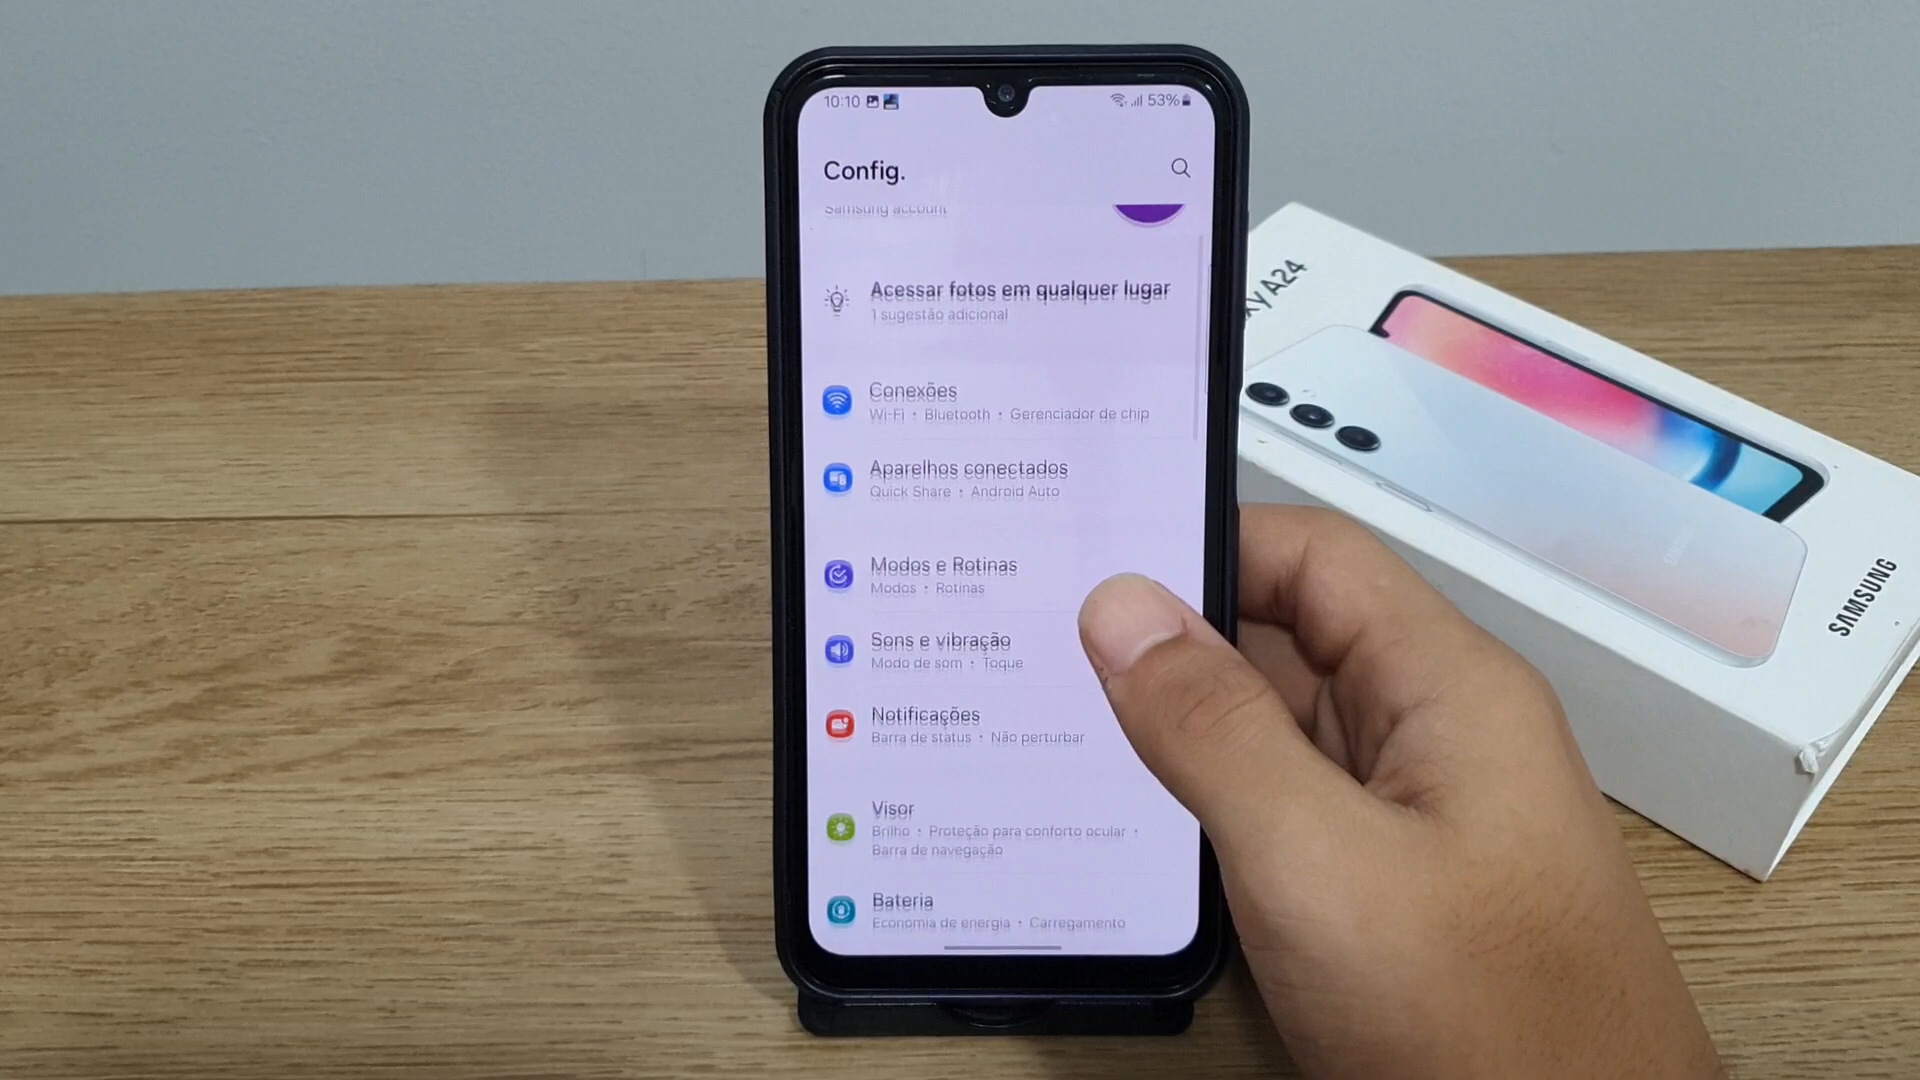 10:10
53%
Config.
Samsung account
Acessar fotos em qualquer lugar
1 sugestão adicional
Conexões
Wi-Fi • Bluetooth • Gerenciador de chip
Aparelhos conectados
Quick Share • Android Auto
Modos e Rotinas
Modos • Rotinas
Sons e vibração
Modo de som • Toque
Notificações
Barra de status • Não perturbar
Visor
Brilho • Proteção para conforto ocular •
Barra de navegação
Bateria
Economia de energia • Carregamento
A24
SAMSUNG
SAMSUNG